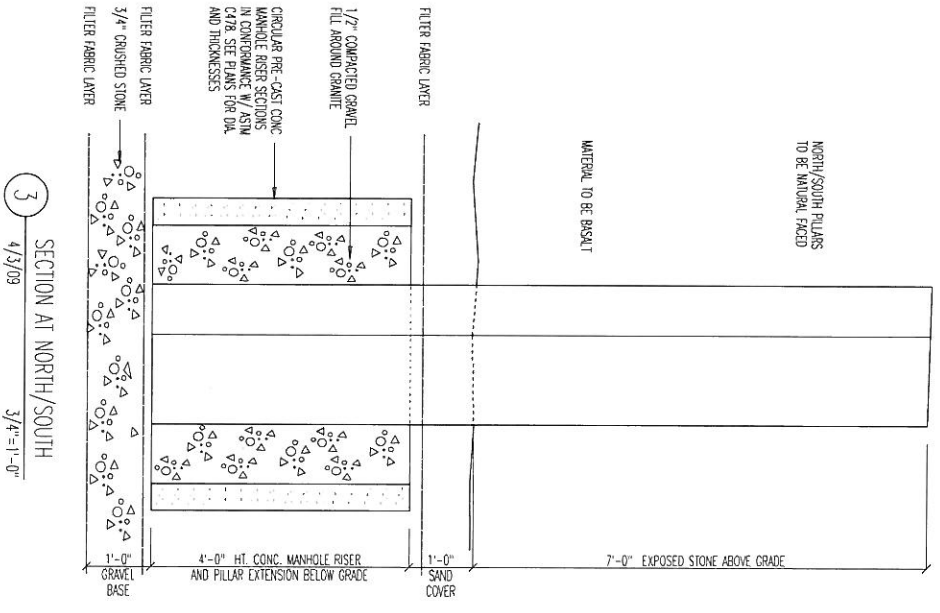 NORTH/SOUTH PILLARS
TO BE NATURAL FACED
MATERIAL TO BE BASALT
FILTER FABRIC LAYER
1/2" COMPACTED GRAVEL
FILL AROUND GRANITE
CIRCULAR PRE-CAST CONC
MANHOLE RISER SECTIONS
IN CONFORMANCE W/ ASTM
C478. SEE PLANS FOR DIA.
AND THICKNESSES
FILTER FABRIC LAYER
3/4" CRUSHED STONE
FILTER FABRIC LAYER
7'-0" EXPOSED STONE ABOVE GRADE
1'-0"
SAND
COVER
4'-0" HT. CONC. MANHOLE RISER
AND PILLAR EXTENSION BELOW GRADE
1'-0"
GRAVEL
BASE
3
SECTION AT NORTH/SOUTH
4/3/09 3/4"=1'-0"